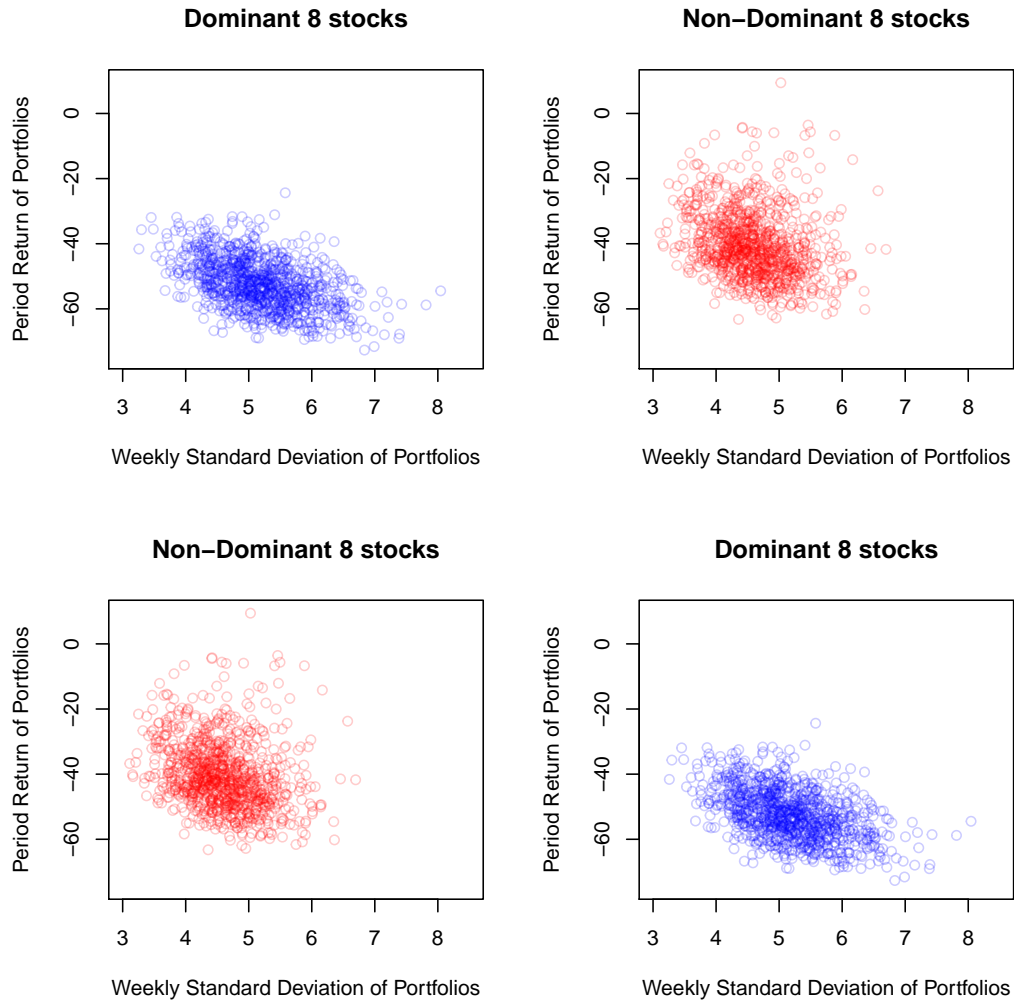 Dominant 8 stocks
Period Return of Portfolios
0
−20
−40
−60
3 4 5 6 7 8
Weekly Standard Deviation of Portfolios
Non−Dominant 8 stocks
Period Return of Portfolios
0
−20
−40
−60
3 4 5 6 7 8
Weekly Standard Deviation of Portfolios
Non−Dominant 8 stocks
Period Return of Portfolios
0
−20
−40
−60
3 4 5 6 7 8
Weekly Standard Deviation of Portfolios
Dominant 8 stocks
Period Return of Portfolios
0
−20
−40
−60
3 4 5 6 7 8
Weekly Standard Deviation of Portfolios